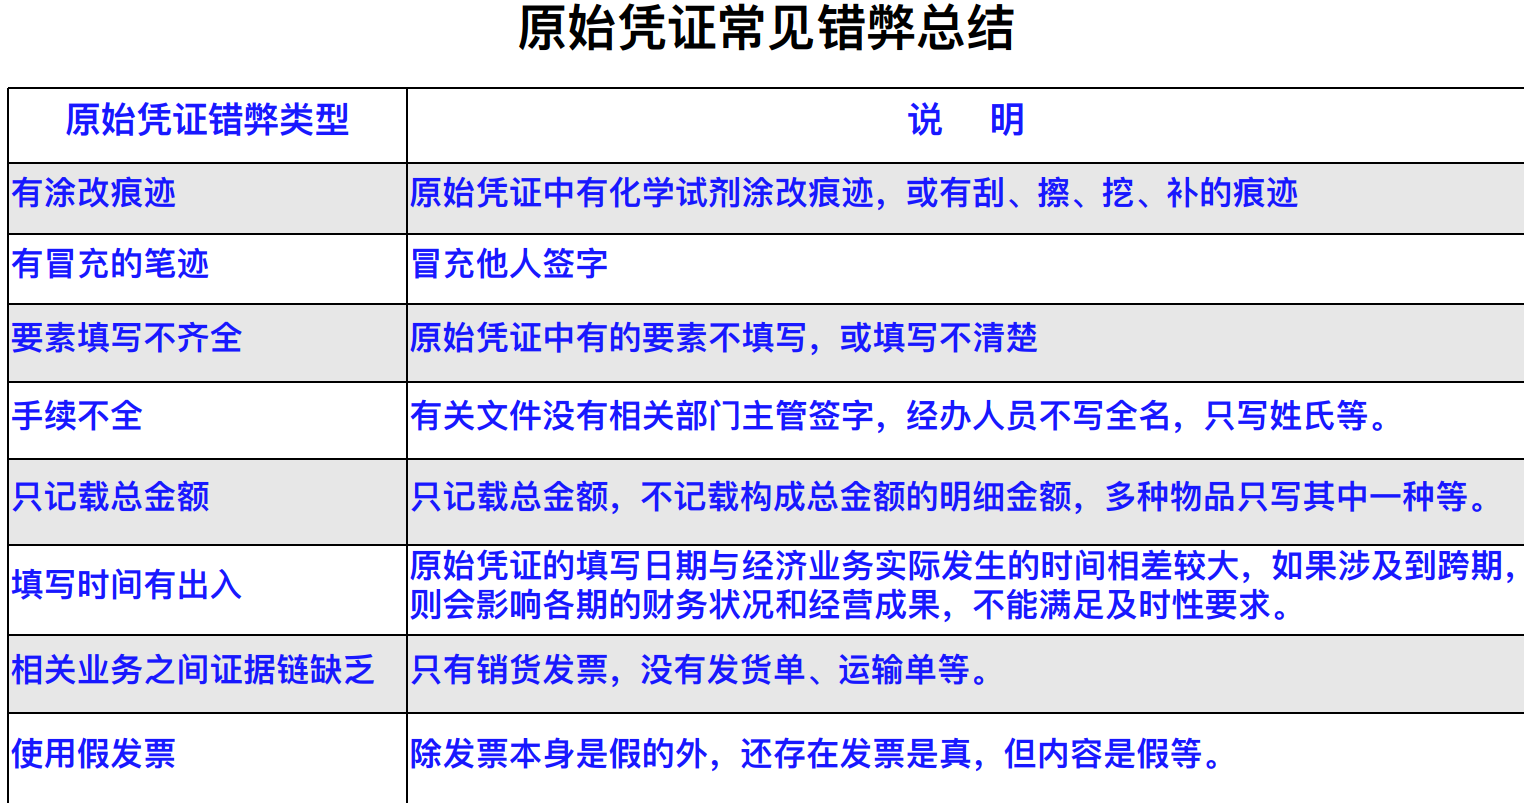 原始凭证常见错弊总结
原始凭证错弊类型
说 明
有涂改痕迹
原始凭证中有化学试剂涂改痕迹，或有刮、擦、挖、补的痕迹
有冒充的笔迹
冒充他人签字
要素填写不齐全
原始凭证中有的要素不填写，或填写不清楚
手续不全
有关文件没有相关部门主管签字，经办人员不写全名，只写姓氏等。
只记载总金额
只记载总金额，不记载构成总金额的明细金额，多种物品只写其中一种等。
填写时间有出入
原始凭证的填写日期与经济业务实际发生的时间相差较大，如果涉及到跨期，
则会影响各期的财务状况和经营成果，不能满足及时性要求。
相关业务之间证据链缺乏
只有销货发票，没有发货单、运输单等。
使用假发票
除发票本身是假的外，还存在发票是真，但内容是假等。